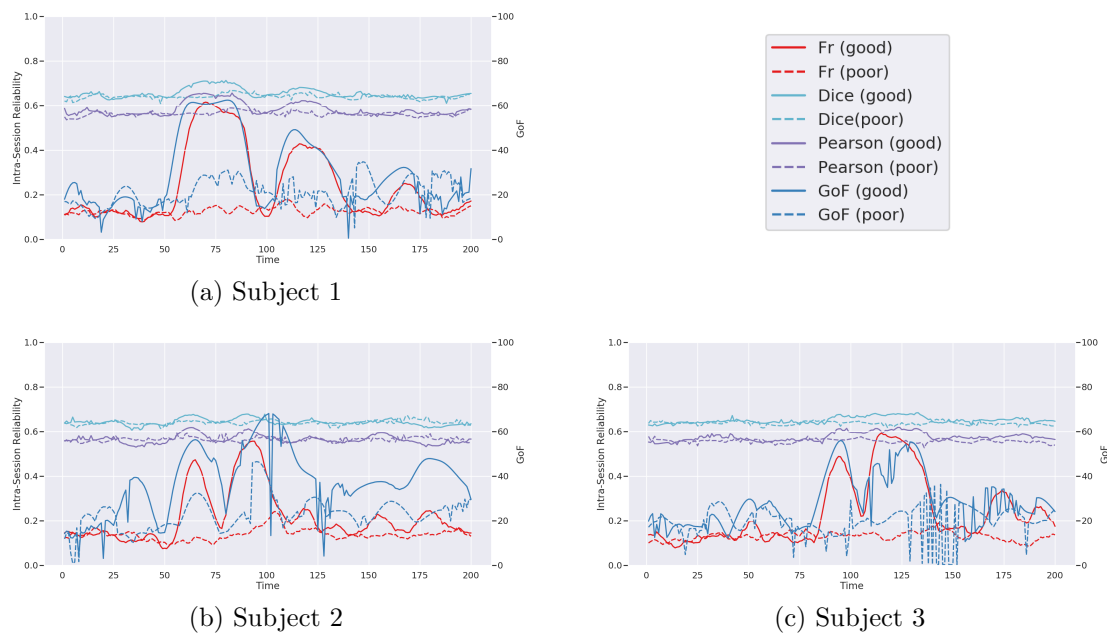 1.0
0.8
0.6
0.4
0.2
0.0
Intra-Session Reliability
100
80
60
40
20
0
GoF
0 25 50 75 100 125 150 175 200
Time
(a) Subject 1
Fr (good)
Fr (poor)
Dice (good)
Dice(poor)
Pearson (good)
Pearson (poor)
GoF (good)
GoF (poor)
1.0
0.8
0.6
0.4
0.2
0.0
Intra-Session Reliability
100
80
60
40
20
0
GoF
0 25 50 75 100 125 150 175 200
Time
(b) Subject 2
1.0
0.8
0.6
0.4
0.2
0.0
Intra-Session Reliability
100
80
60
40
20
0
GoF
0 25 50 75 100 125 150 175 200
Time
(c) Subject 3